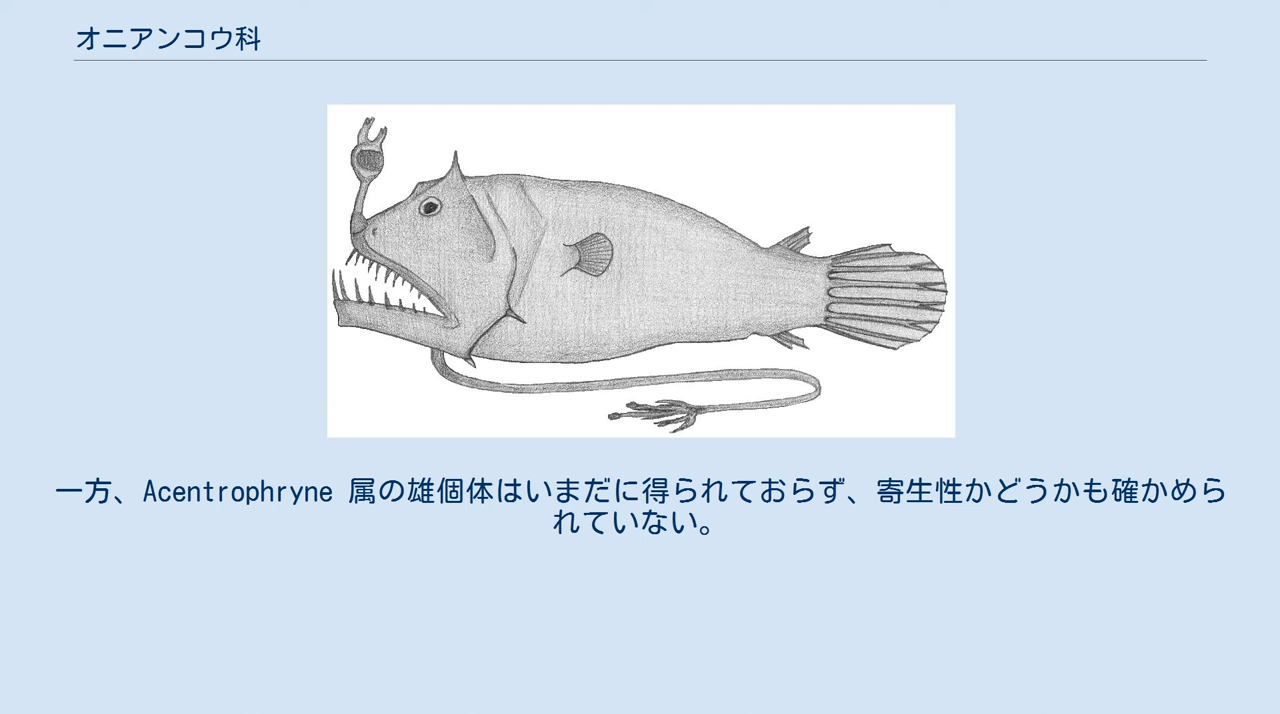 オニアンコウ科
一方、Acentrophryne 属の雄個体はいまだに得られておらず、寄生性かどうかも確かめら
れていない。